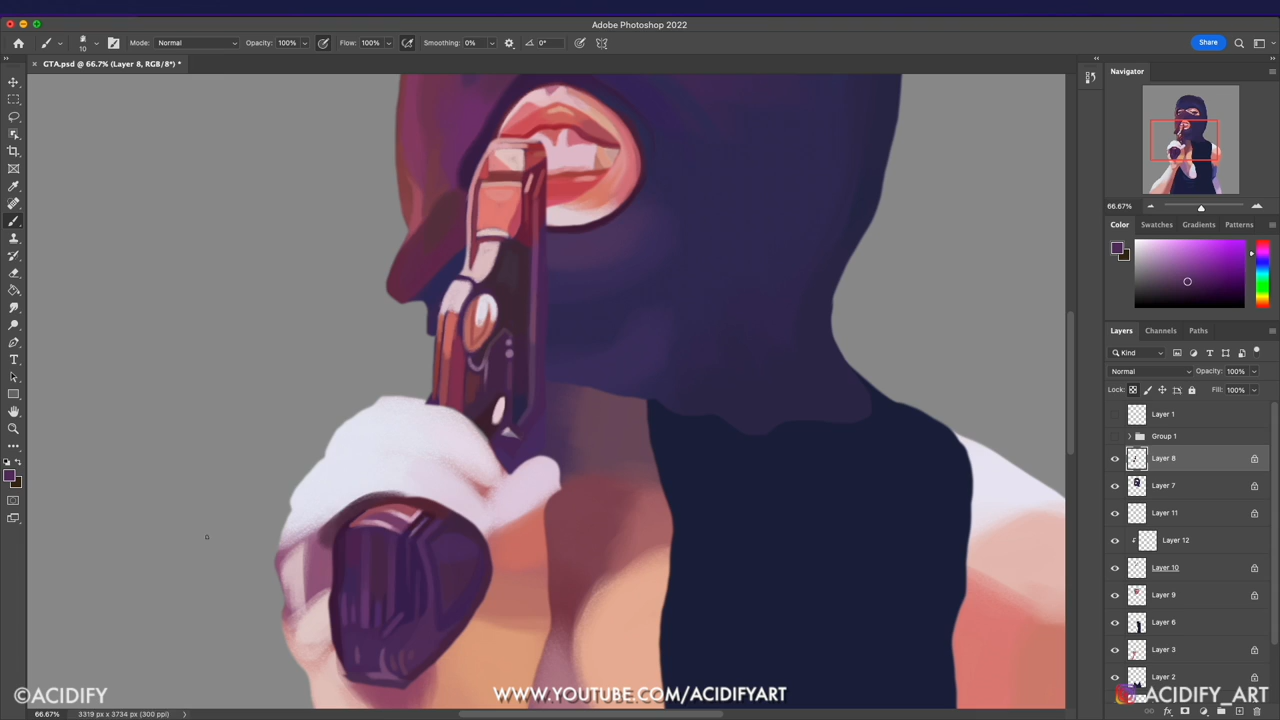 Adobe Photoshop 2022
10
Mode: Normal Opacity: 100% Flow: 100% Smoothing: 0% 0° Share
GTA.psd @ 66.7% (Layer 8, RGB/8*) *
Navigator
66.67%
Color Swatches Gradients Patterns
Layers Channels Paths
Kind
Normal Opacity: 100%
Lock: Fill: 100%
Layer 1
Group 1
Layer 8
Layer 7
Layer 11
Layer 12
Layer 10
Layer 9
Layer 6
Layer 3
Layer 2
©ACIDIFY
WWW.YOUTUBE.COM/ACIDIFYART
ACIDIFY_ART
66.67% 3319 px x 3734 px (300 ppi)